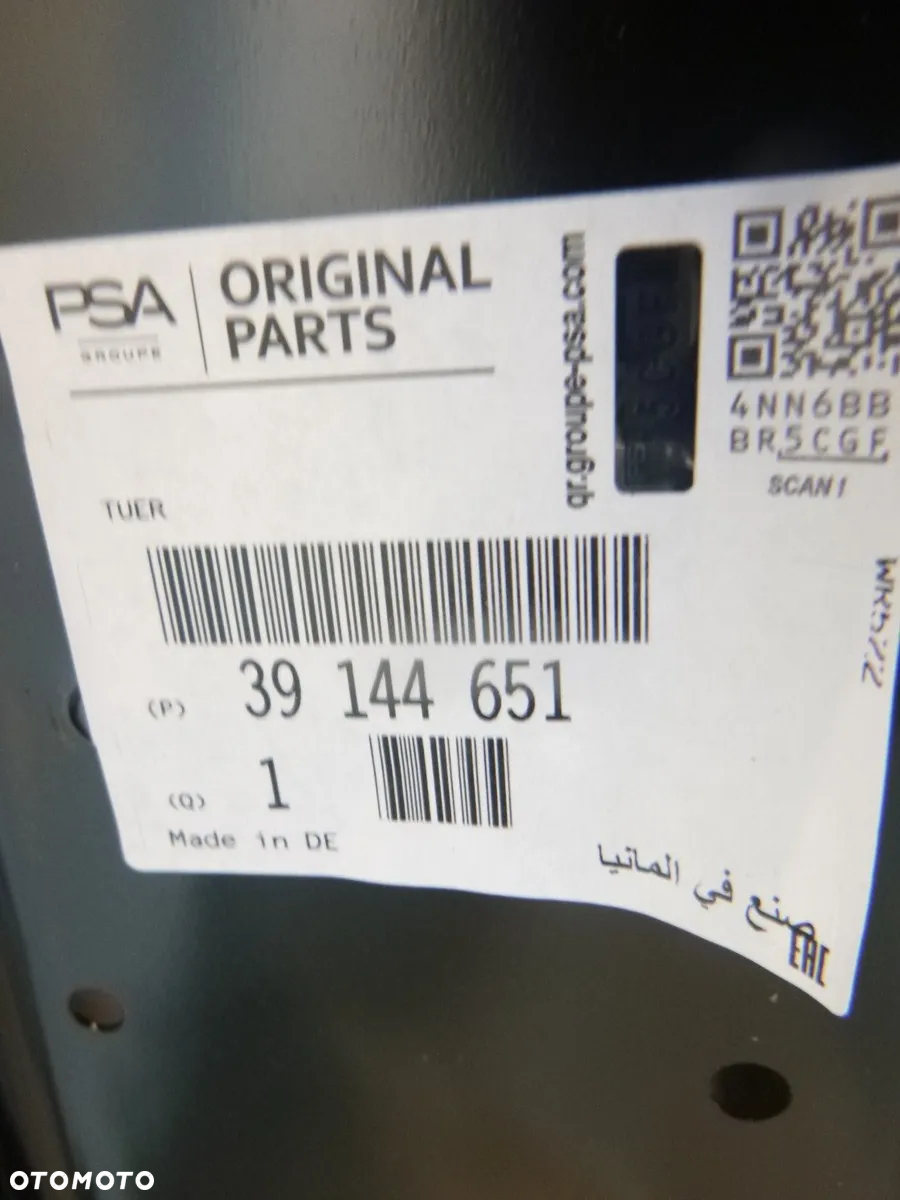 PSA
GROUPE
ORIGINAL
PARTS
qr.groupe-psa.com
4NN6BB
BR5CGF
SCAN!
TUER
(P) 39 144 651
(Q) 1
Made in DE
صنع في المانيا
EAC
OTOMOTO